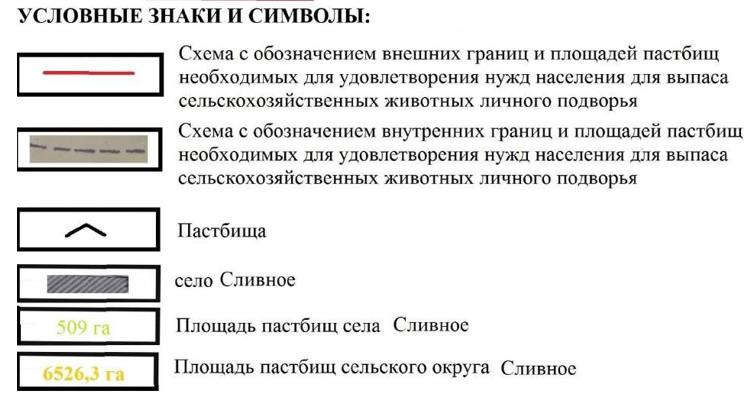 УСЛОВНЫЕ ЗНАКИ И СИМВОЛЫ:
Схема с обозначением внешних границ и площадей пастбищ
необходимых для удовлетворения нужд населения для выпаса
сельскохозяйственных животных личного подворья
Схема с обозначением внутренних границ и площадей пастбищ
необходимых для удовлетворения нужд населения для выпаса
сельскохозяйственных животных личного подворья
Пастбища
село Сливное
509 га Площадь пастбищ села Сливное
6526,3 га Площадь пастбищ сельского округа Сливное